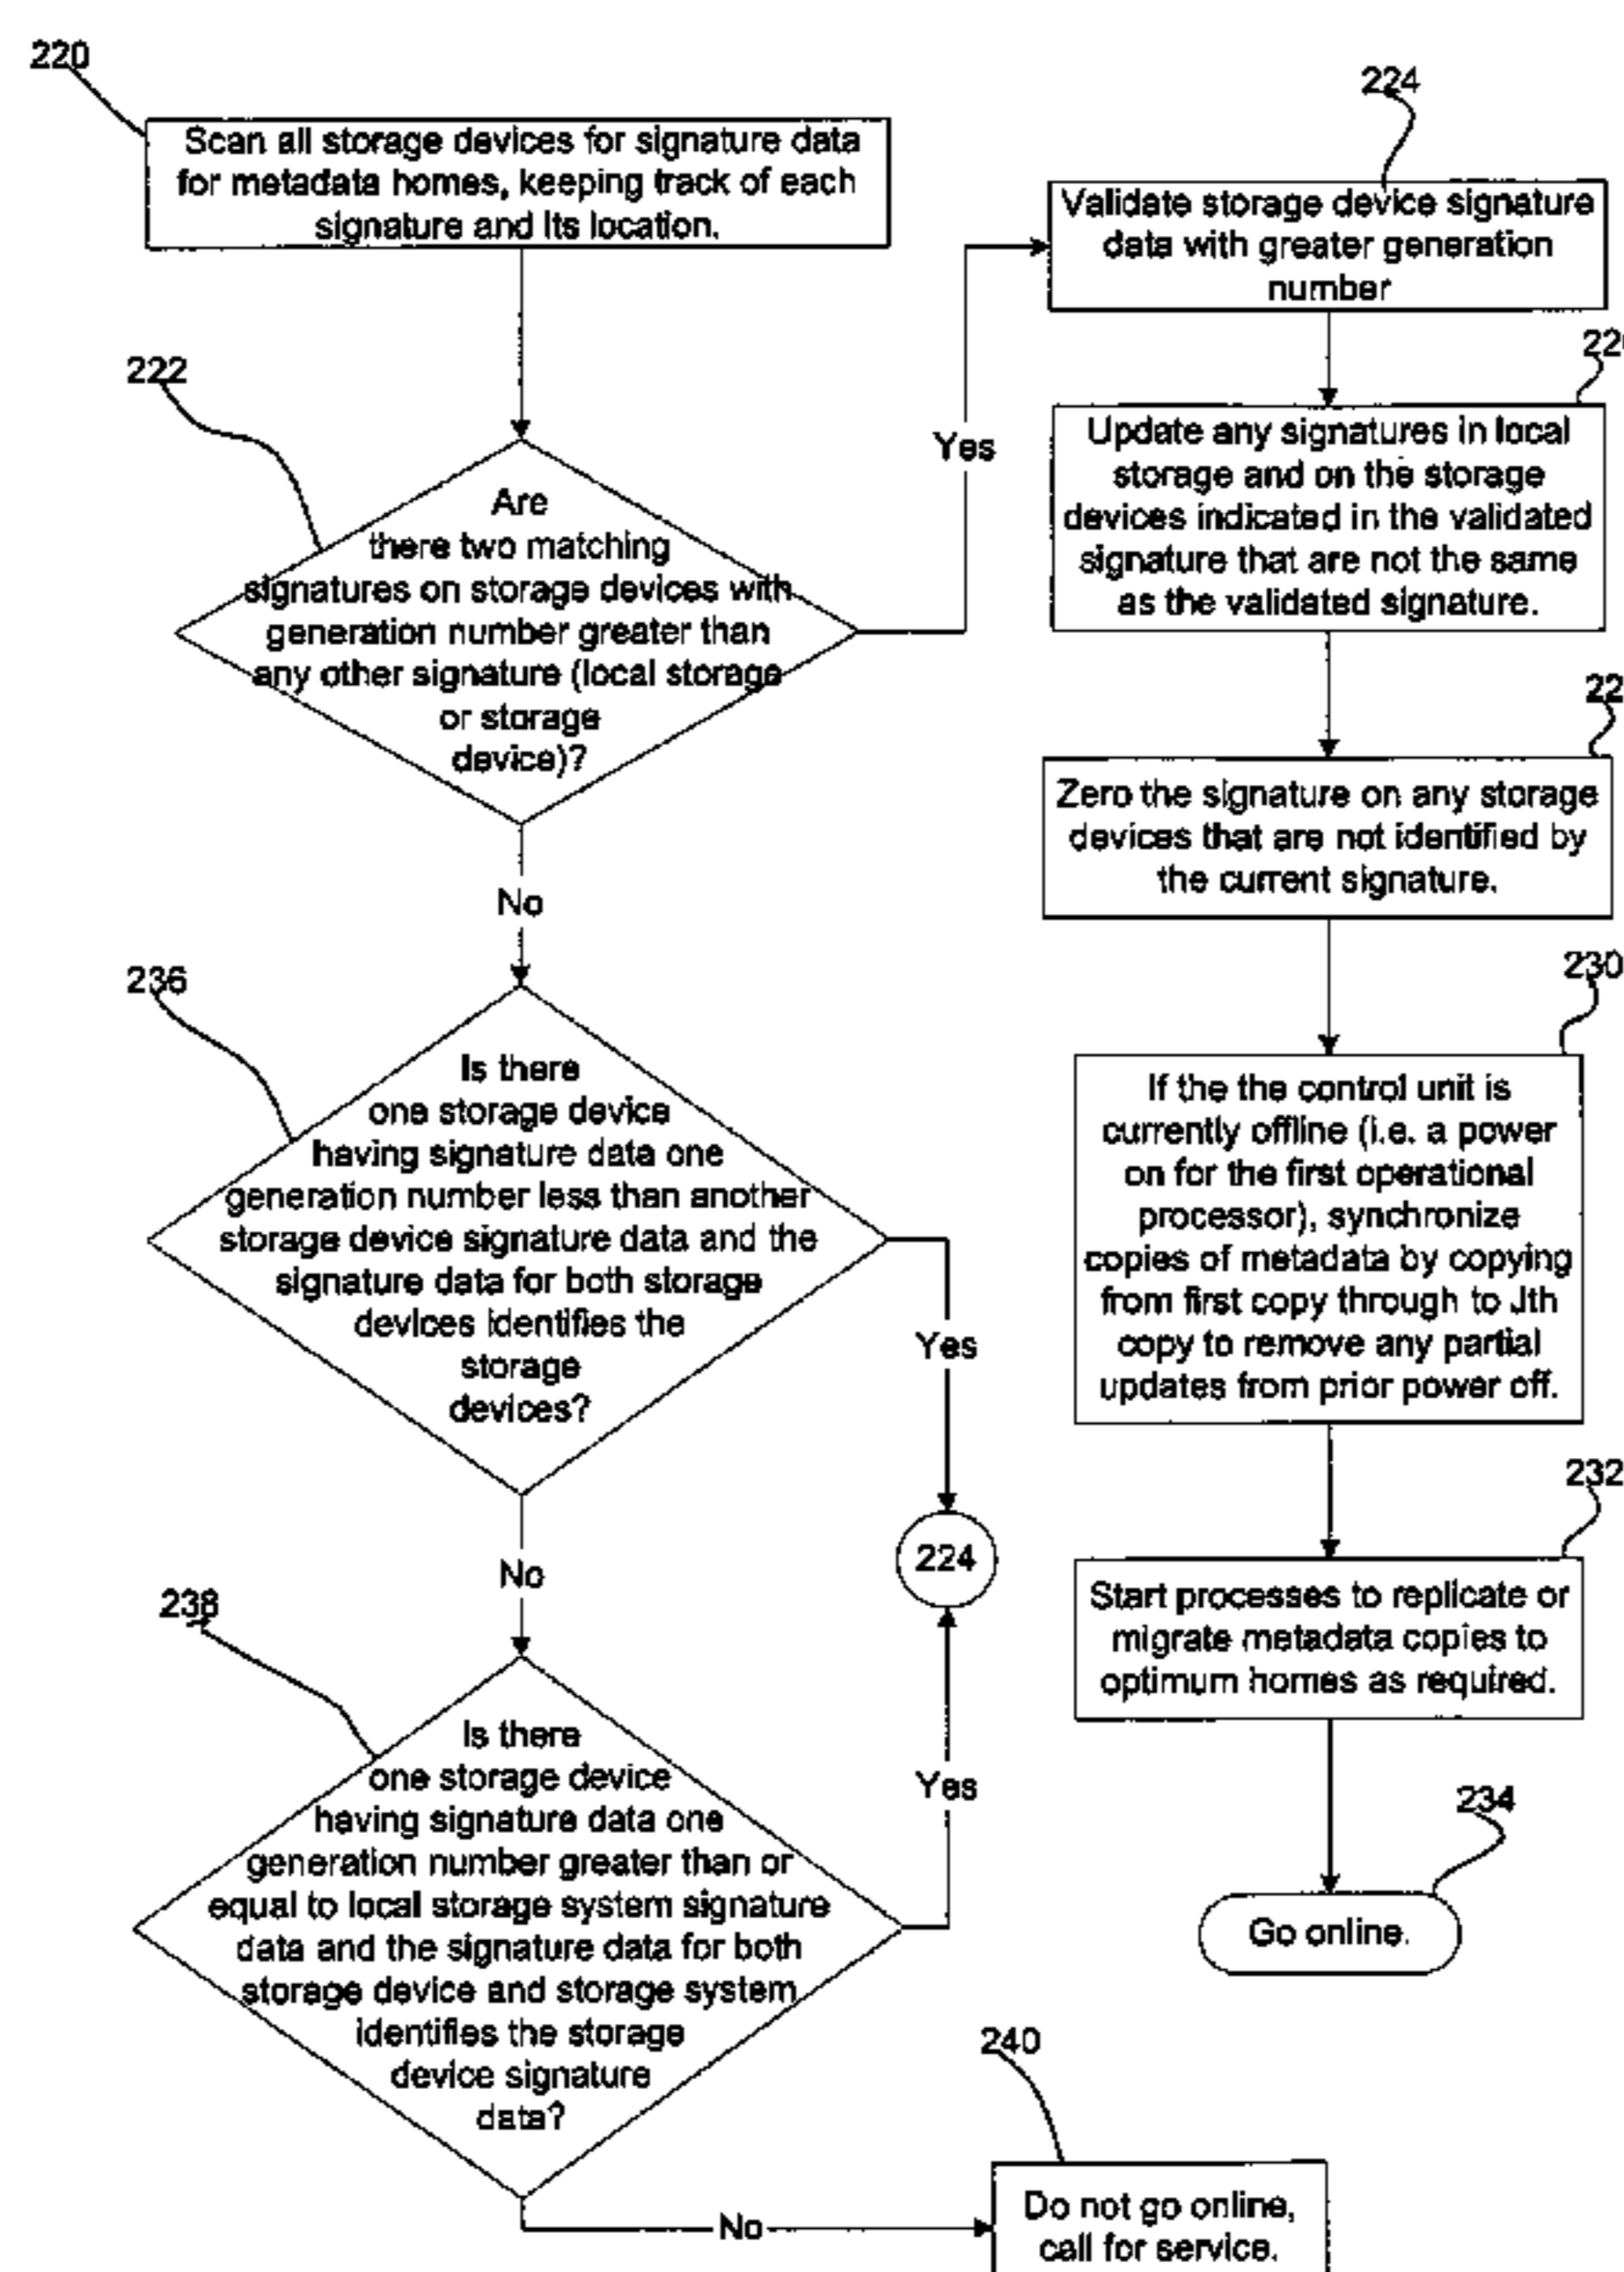 220
Scan all storage devices for signature data
for metadata homes, keeping track of each
signature and its location.
222
Are
there two matching
signatures on storage devices with
generation number greater than
any other signature (local storage
or storage
device)?
Yes
No
224
Validate storage device signature
data with greater generation
number
Update any signatures in local
storage and on the storage
devices indicated in the validated
signature that are not the same
as the validated signature.
Zero the signature on any storage
devices that are not identified by
the current signature.
230
If the the control unit is
currently offline (i.e. a power
on for the first operational
processor), synchronize
copies of metadata by copying
from first copy through to Jth
copy to remove any partial
updates from prior power off.
232
Start processes to replicate or
migrate metadata copies to
optimum homes as required.
234
Go online.
236
Is there
one storage device
having signature data one
generation number less than another
storage device signature data and the
signature data for both storage
devices identifies the
storage
devices?
Yes
224
No
238
Is there
one storage device
having signature data one
generation number greater than or
equal to local storage system signature
data and the signature data for both
storage device and storage system
identifies the storage
device signature
data?
Yes
No
240
Do not go online,
call for service.